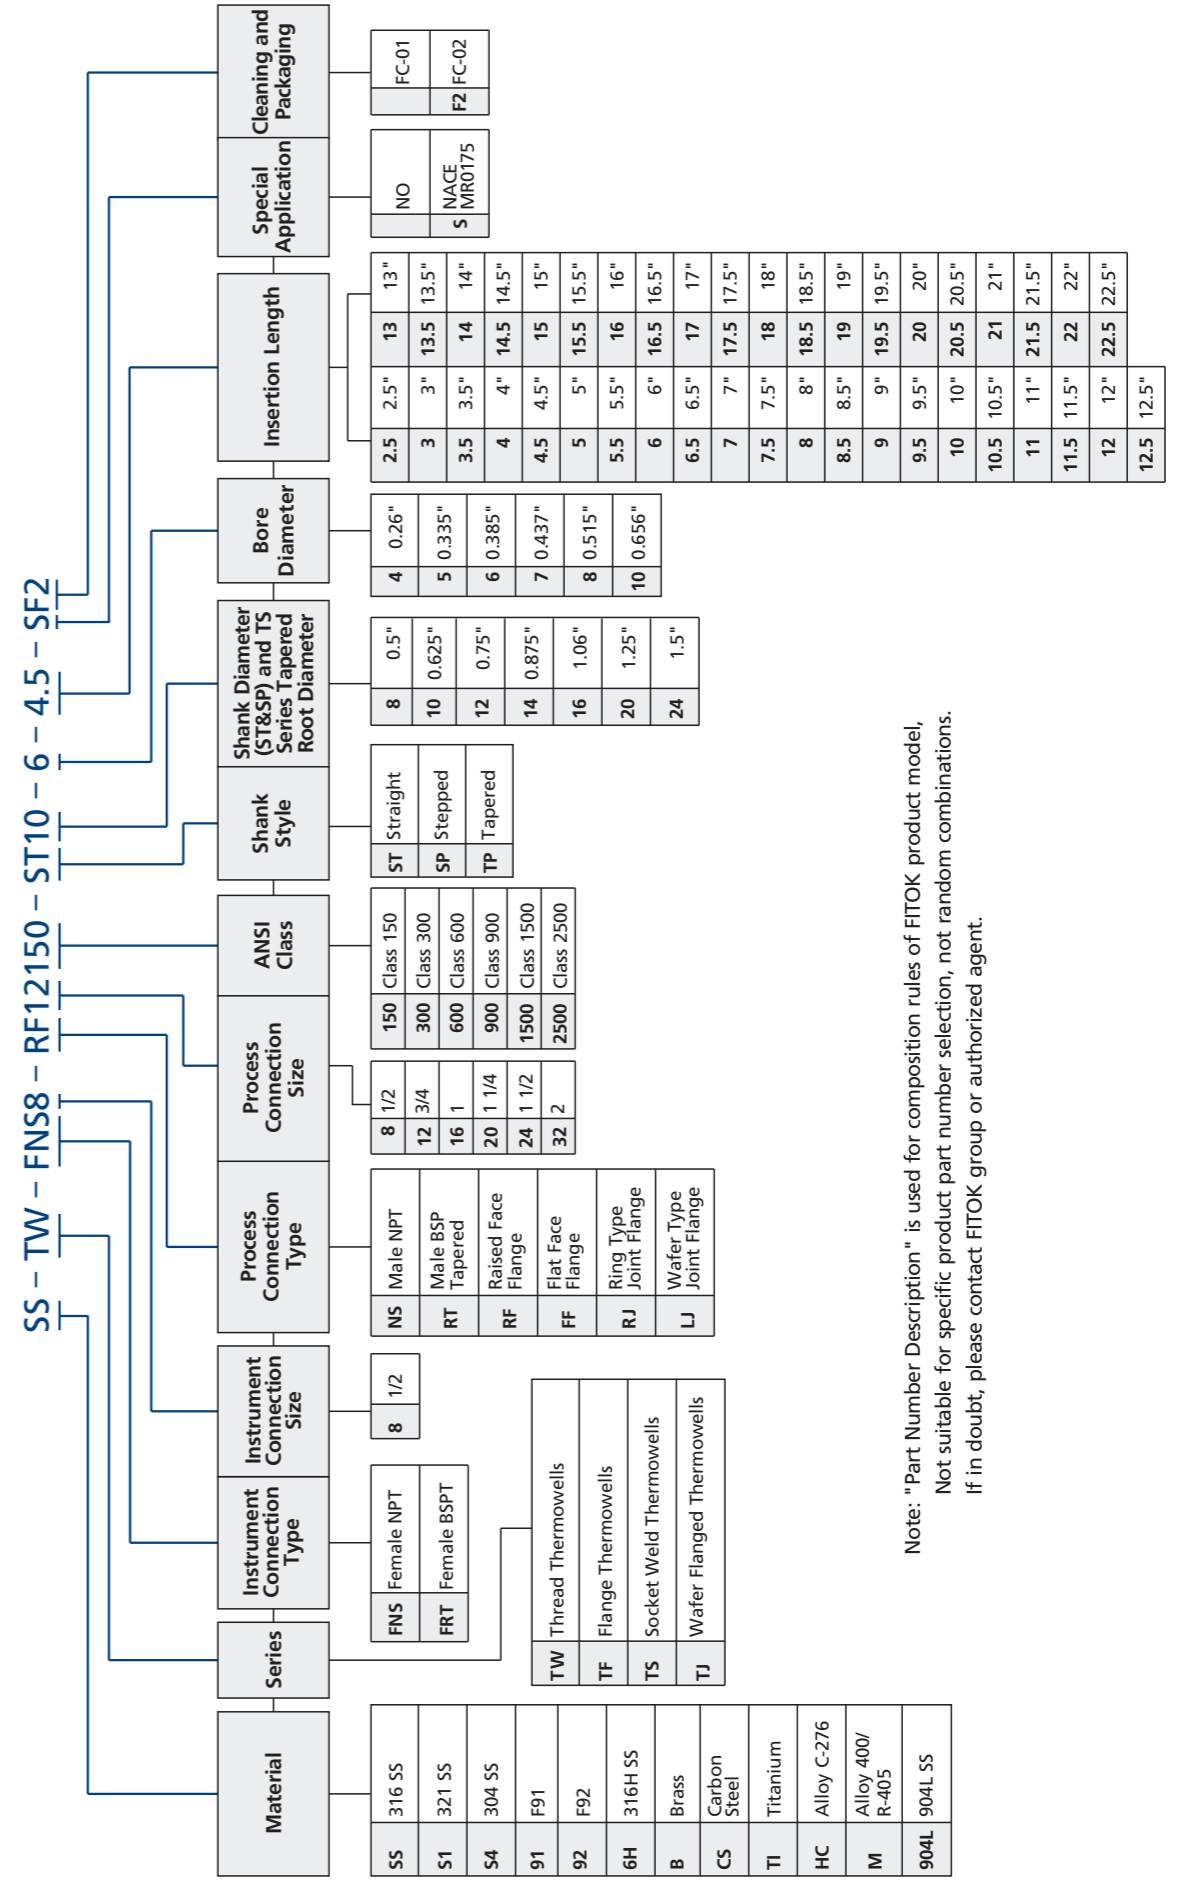 SS – TW – FNS8 – RF12150 – ST10 – 6 – 4.5 – SF2
Material
SS 316 SS
S1 321 SS
S4 304 SS
91 F91
92 F92
6H 316H SS
B Brass
CS Carbon
Steel
TI Titanium
HC Alloy C-276
M Alloy 400/
R-405
904L 904L SS
Series
TW Thread Thermowells
TF Flange Thermowells
TS Socket Weld Thermowells
TJ Wafer Flanged Thermowells
Instrument
Connection
Type
FNS Female NPT
FRT Female BSPT
Instrument
Connection
Size
8 1/2
Process
Connection
Type
NS Male NPT
RT Male BSP
Tapered
RF Raised Face
Flange
FF Flat Face
Flange
RJ Ring Type
Joint Flange
LJ Wafer Type
Joint Flange
Process
Connection
Size
8 1/2
12 3/4
16 1
20 1 1/4
24 1 1/2
32 2
ANSI
Class
150 Class 150
300 Class 300
600 Class 600
900 Class 900
1500 Class 1500
2500 Class 2500
Shank
Style
ST Straight
SP Stepped
TP Tapered
Shank Diameter
(ST&SP) and TS
Series Tapered
Root Diameter
8 0.5"
10 0.625"
12 0.75"
14 0.875"
16 1.06"
20 1.25"
24 1.5"
Bore
Diameter
4 0.26"
5 0.335"
6 0.385"
7 0.437"
8 0.515"
10 0.656"
Insertion Length
2.5 2.5" 13 13"
3 3" 13.5 13.5"
3.5 3.5" 14 14"
4 4" 14.5 14.5"
4.5 4.5" 15 15"
5 5" 15.5 15.5"
5.5 5.5" 16 16"
6 6" 16.5 16.5"
6.5 6.5" 17 17"
7 7" 17.5 17.5"
7.5 7.5" 18 18"
8 8" 18.5 18.5"
8.5 8.5" 19 19"
9 9" 19.5 19.5"
9.5 9.5" 20 20"
10 10" 20.5 20.5"
10.5 10.5" 21 21"
11 11" 21.5 21.5"
11.5 11.5" 22 22"
12 12" 22.5 22.5"
12.5 12.5"
Special
Application
NO
S NACE
MR0175
Cleaning and
Packaging
FC-01
F2 FC-02
Note: "Part Number Description" is used for composition rules of FITOK product model,
Not suitable for specific product part number selection, not random combinations.
If in doubt, please contact FITOK group or authorized agent.